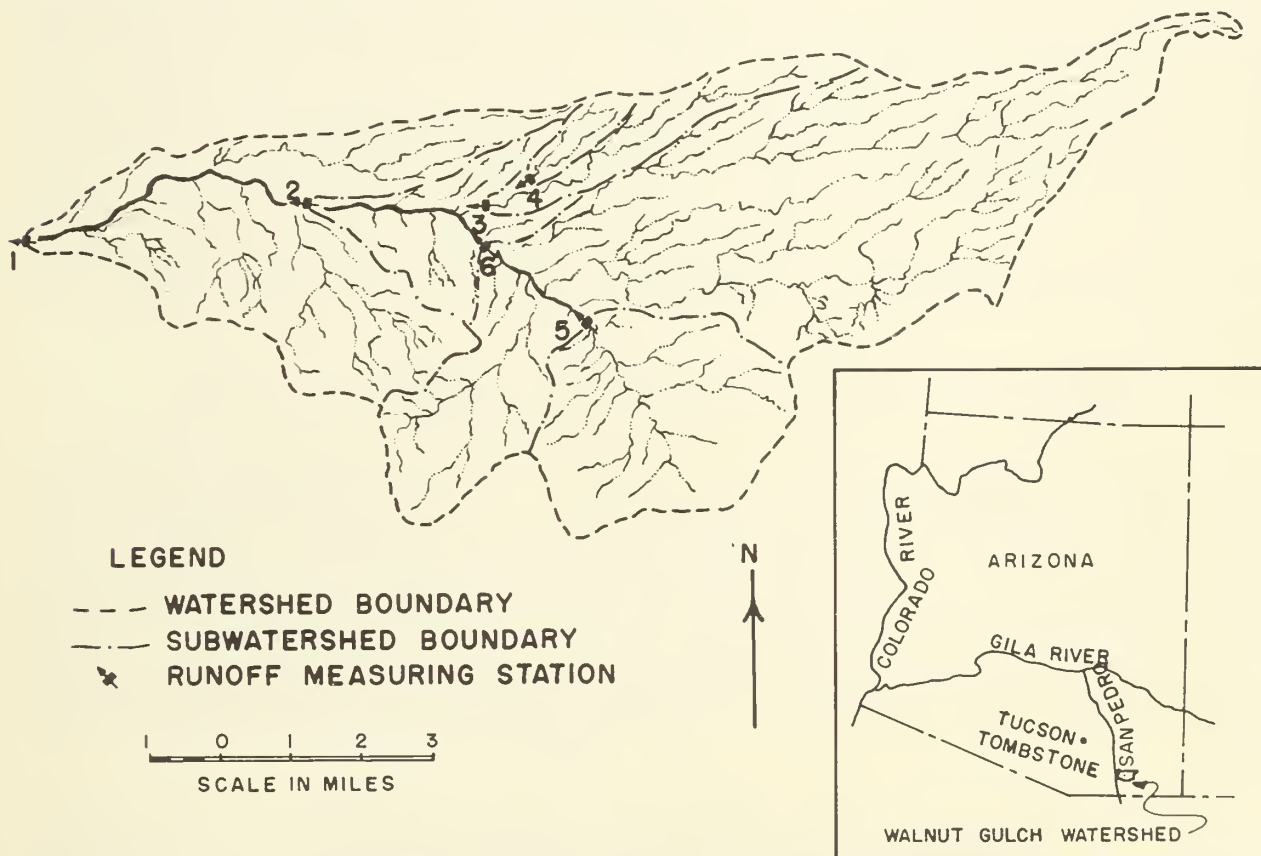 1
2
3
4
5
6
LEGEND
WATERSHED BOUNDARY
SUBWATERSHED BOUNDARY
RUNOFF MEASURING STATION
1 0 1 2 3
SCALE IN MILES
N
COLORADO RIVER
ARIZONA
GILA RIVER
SAN PEDRO
TUCSON
TOMBSTONE
WALNUT GULCH WATERSHED